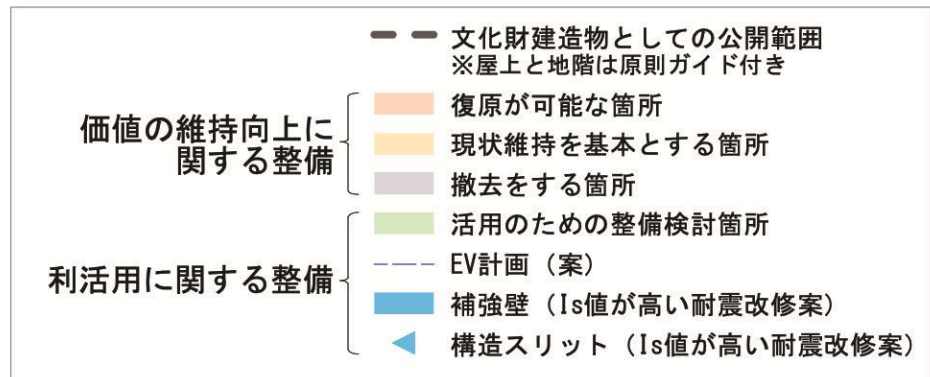 文化財建造物としての公開範囲
※屋上と地階は原則ガイド付き
価値の維持向上に
関する整備
復原が可能な箇所
現状維持を基本とする箇所
撤去をする箇所
利活用に関する整備
活用のための整備検討箇所
EV計画（案）
補強壁（Is値が高い耐震改修案）
構造スリット（Is値が高い耐震改修案）